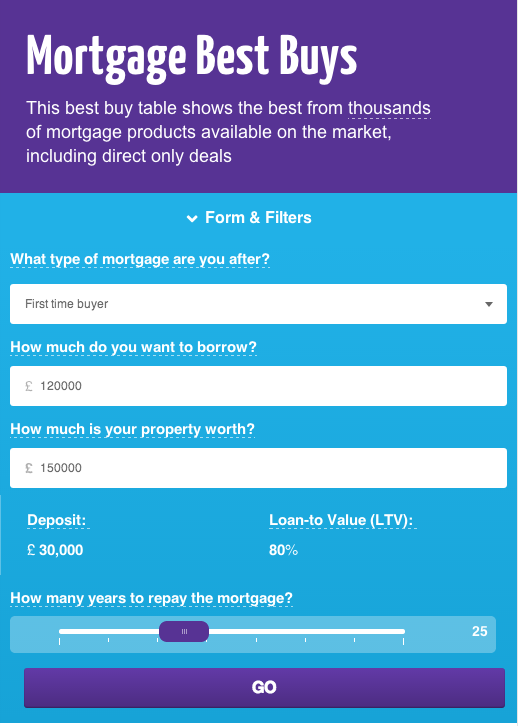 Mortgage Best Buys
This best buy table shows the best from thousands
of mortgage products available on the market,
including direct only deals
Form & Filters
What type of mortgage are you after?
First time buyer
How much do you want to borrow?
£ 120000
How much is your property worth?
£ 150000
Deposit: Loan-to Value (LTV):
£ 30,000 80%
How many years to repay the mortgage?
25
GO